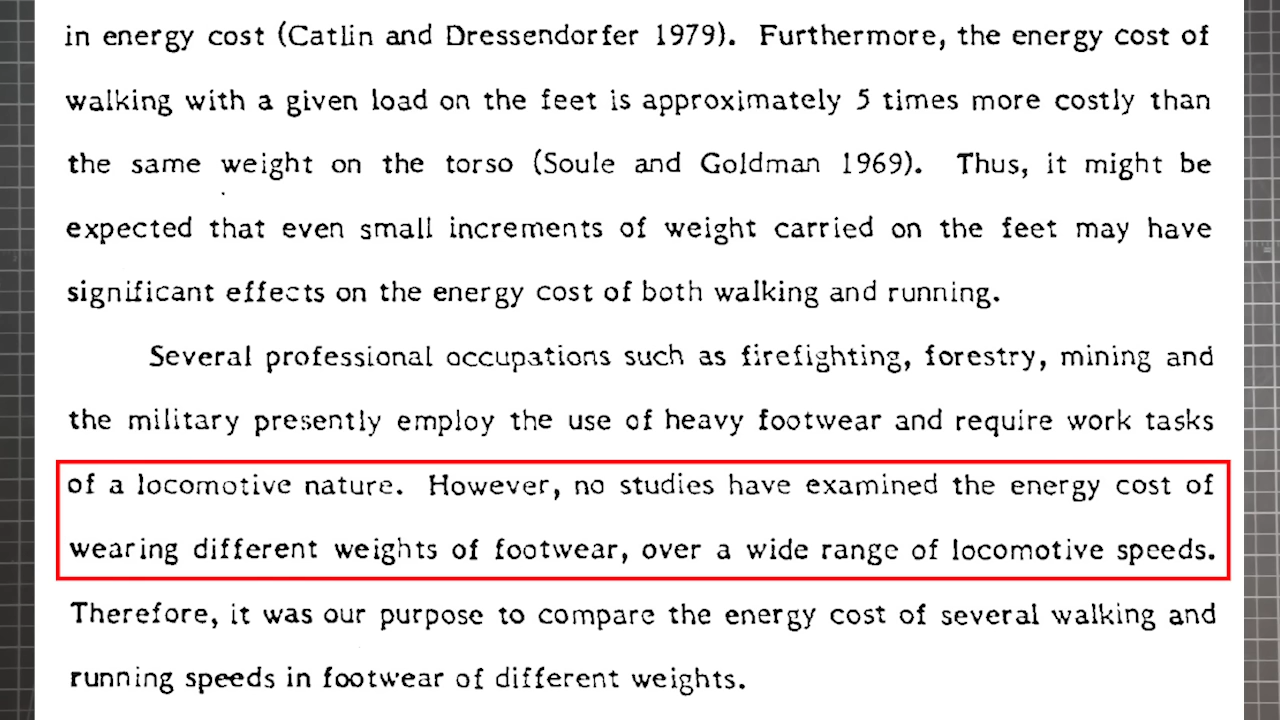 in energy cost (Catlin and Dressendorfer 1979). Furthermore, the energy cost of
walking with a given load on the feet is approximately 5 times more costly than
the same weight on the torso (Soule and Goldman 1969). Thus, it might be
expected that even small increments of weight carried on the feet may have
significant effects on the energy cost of both walking and running.
Several professional occupations such as firefighting, forestry, mining and
the military presently employ the use of heavy footwear and require work tasks
of a locomotive nature. However, no studies have examined the energy cost of
wearing different weights of footwear, over a wide range of locomotive speeds.
Therefore, it was our purpose to compare the energy cost of several walking and
running speeds in footwear of different weights.